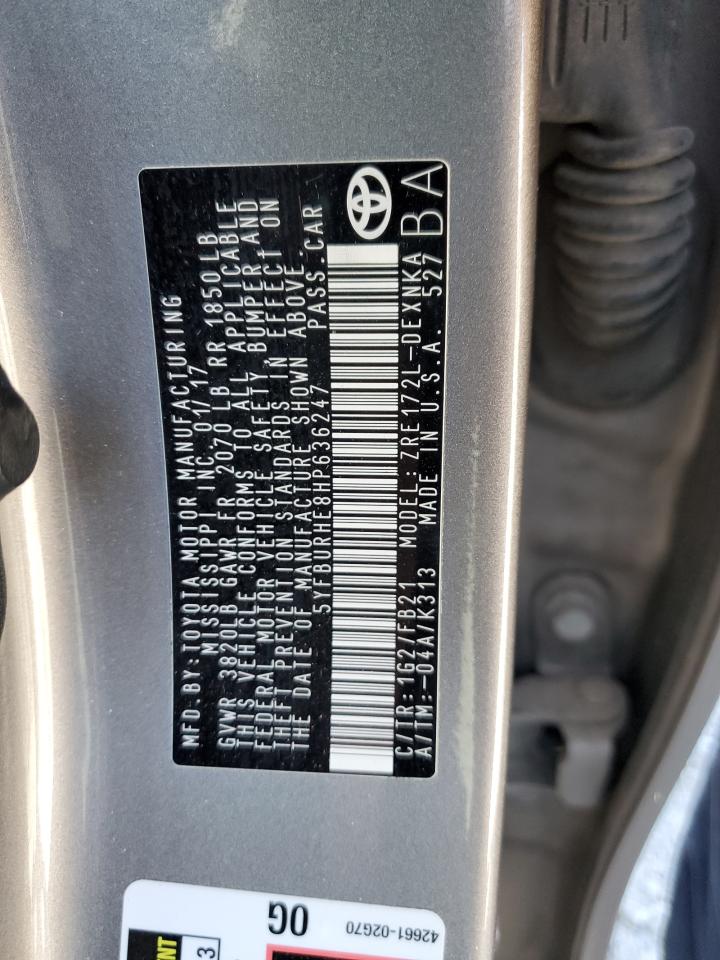 MFD BY: TOYOTA MOTOR MANUFACTURING
MISSISSIPPI INC. 01/17
GVWR 3820LB GAWR FR 2070 LB RR 1850 LB
THIS VEHICLE CONFORMS TO ALL APPLICABLE
FEDERAL MOTOR VEHICLE SAFETY, BUMPER AND
THEFT PREVENTION STANDARDS IN EFFECT ON
THE DATE OF MANUFACTURE SHOWN ABOVE.
5YFBURHE8HP636247 PASS.CAR
C/TR: 1G2/FB21 MODEL: ZRE172L-DEXNKA
A/TM: -04A/K313 MADE IN U.S.A. 527
BA
42661-02G70
0G